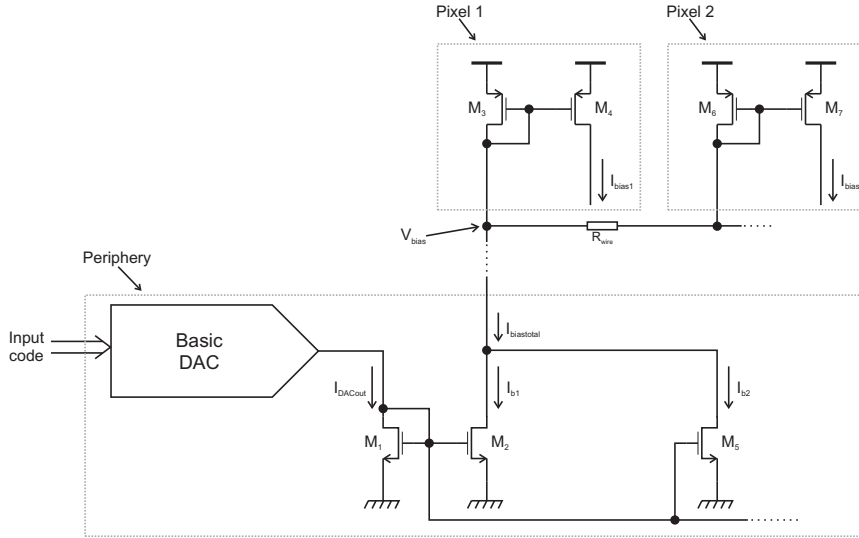 Pixel 1
Pixel 2
M3
M4
M6
M7
Ibias1
Ibias
Vbias
Rwire
Periphery
Input
code
Basic
DAC
Ibiastotal
IDACout
Ib1
Ib2
M1
M2
M5